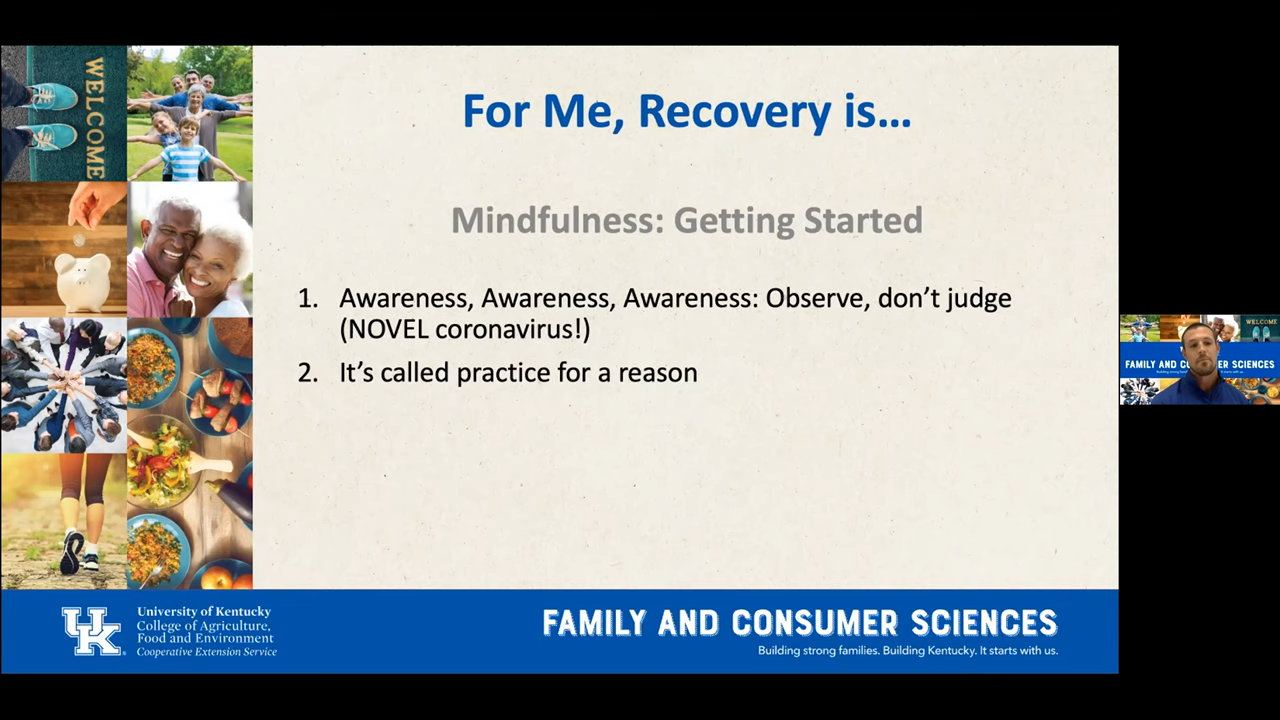 WELCOME
For Me, Recovery is…
Mindfulness: Getting Started
1. Awareness, Awareness, Awareness: Observe, don’t judge
(NOVEL coronavirus!)
2. It’s called practice for a reason
WELCOME
FAMILY AND CONSUMER SCIENCES
UK
University of Kentucky
College of Agriculture,
Food and Environment
Cooperative Extension Service
FAMILY AND CONSUMER SCIENCES
Building strong families. Building Kentucky. It starts with us.